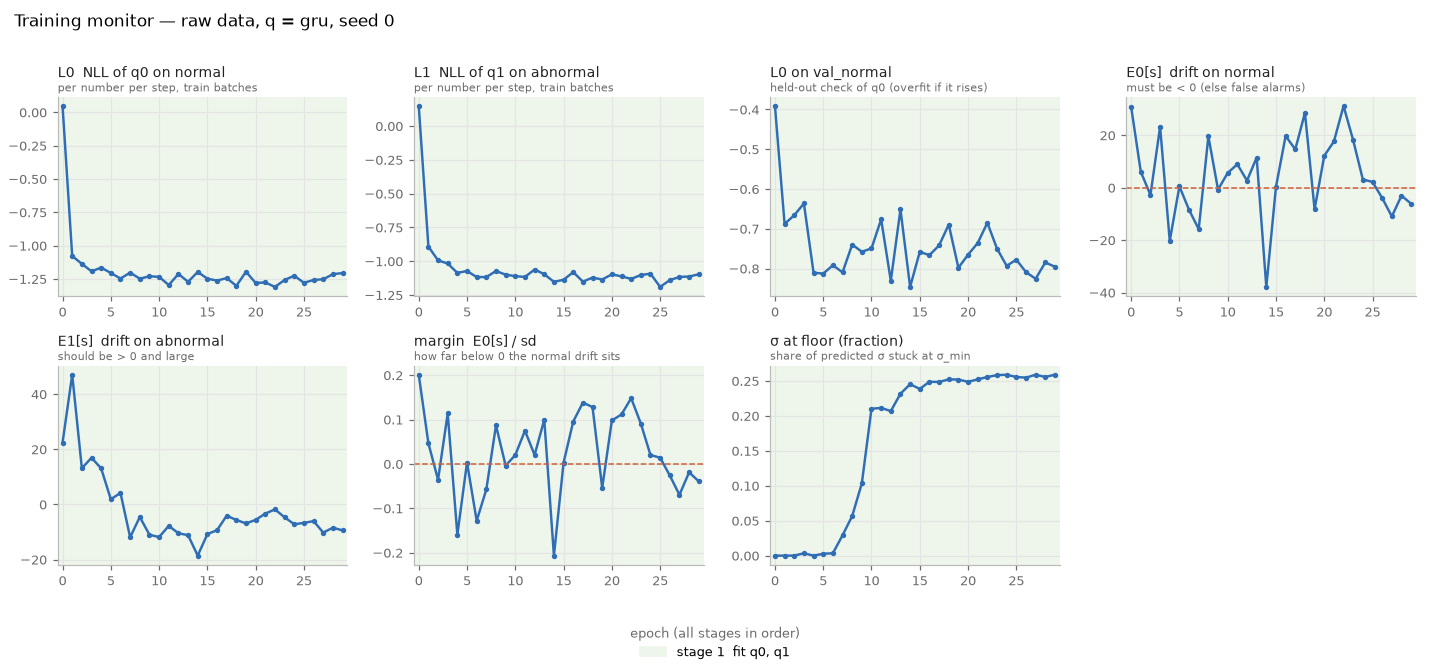 Training monitor — raw data, q = gru, seed 0
L0  NLL of q0 on normal
per number per step, train batches
0.00
−0.25
−0.50
−0.75
−1.00
−1.25
0 5 10 15 20 25
L1  NLL of q1 on abnormal
per number per step, train batches
0.00
−0.25
−0.50
−0.75
−1.00
−1.25
0 5 10 15 20 25
L0 on val_normal
held-out check of q0 (overfit if it rises)
−0.4
−0.5
−0.6
−0.7
−0.8
0 5 10 15 20 25
E0[s]  drift on normal
must be < 0 (else false alarms)
20
0
−20
−40
0 5 10 15 20 25
E1[s]  drift on abnormal
should be > 0 and large
40
20
0
−20
0 5 10 15 20 25
margin  E0[s] / sd
how far below 0 the normal drift sits
0.2
0.1
0.0
−0.1
−0.2
0 5 10 15 20 25
σ at floor (fraction)
share of predicted σ stuck at σ_min
0.25
0.20
0.15
0.10
0.05
0.00
0 5 10 15 20 25
epoch (all stages in order)
stage 1  fit q0, q1